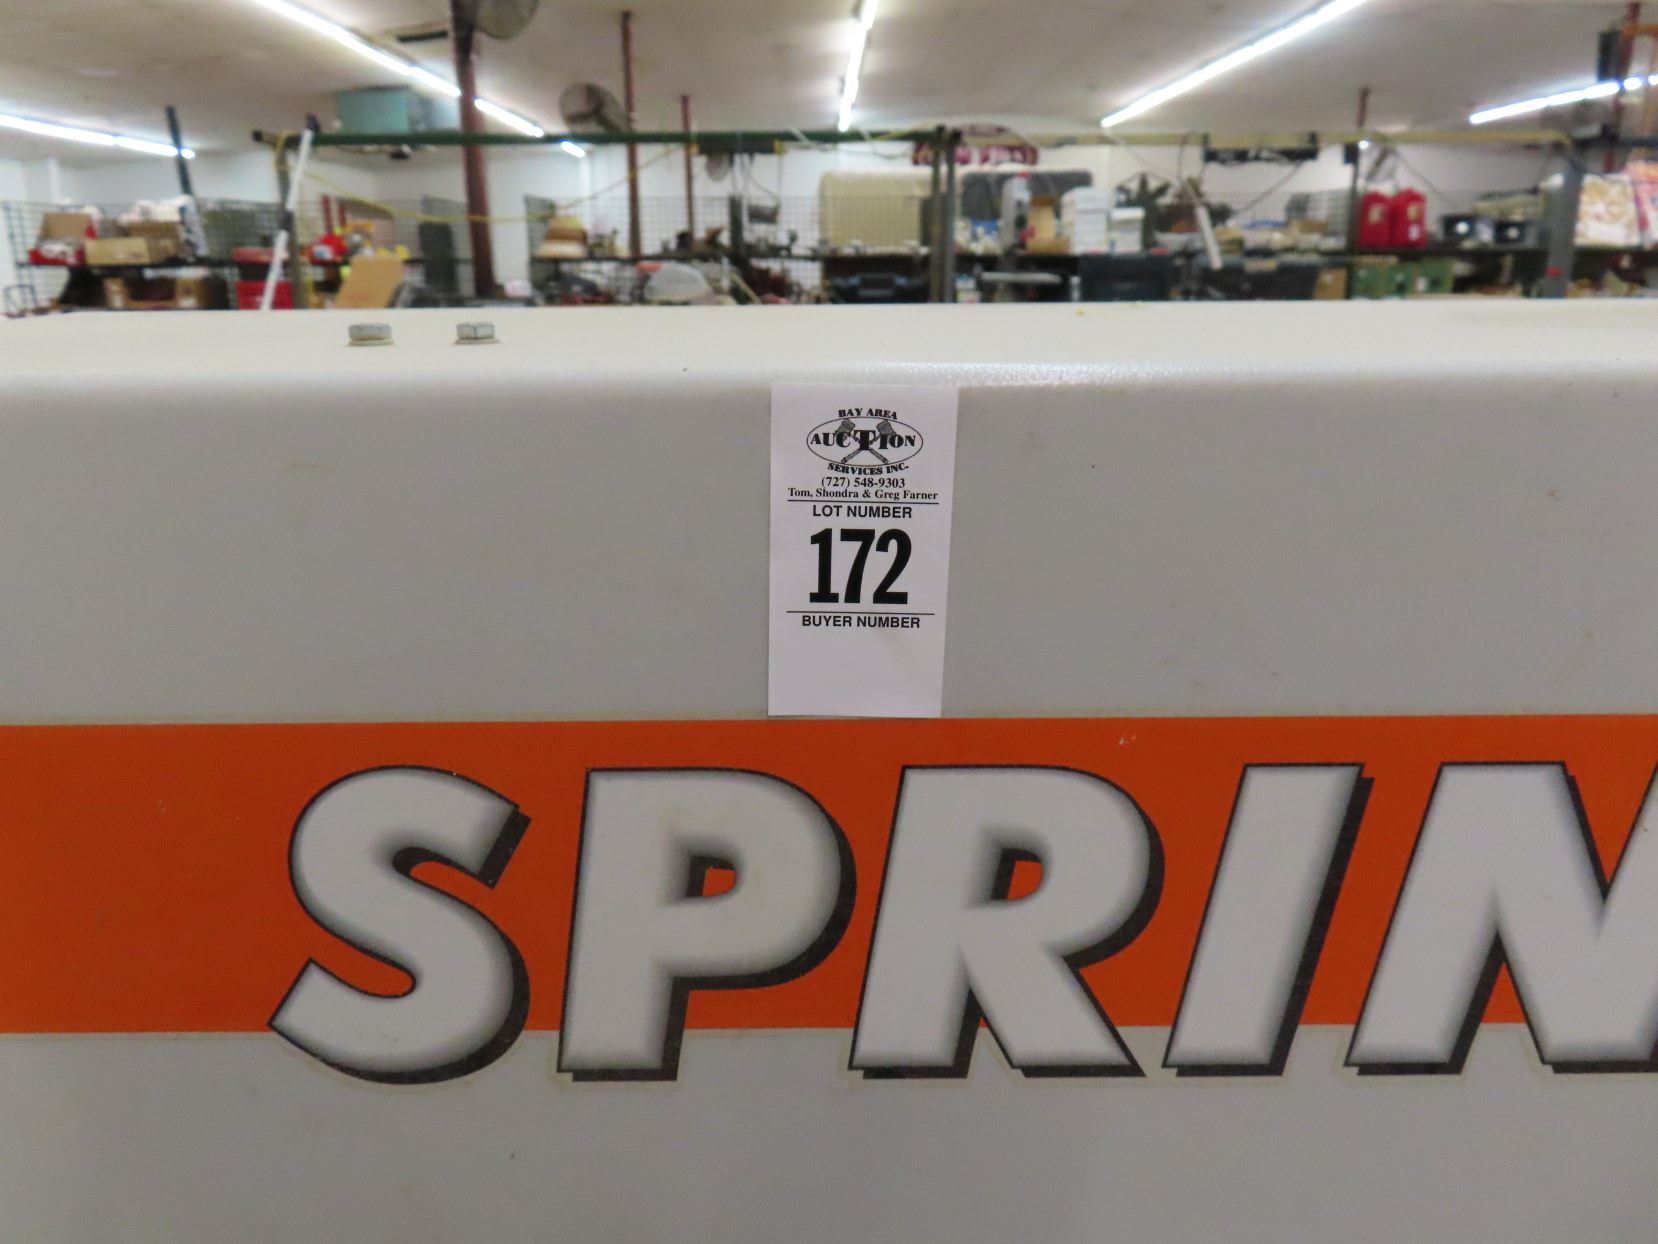 BAY AREA
AUCTION
SERVICES INC.
(727) 548-9303
Tom, Shondra & Greg Farner
LOT NUMBER
172
BUYER NUMBER
SPRIN